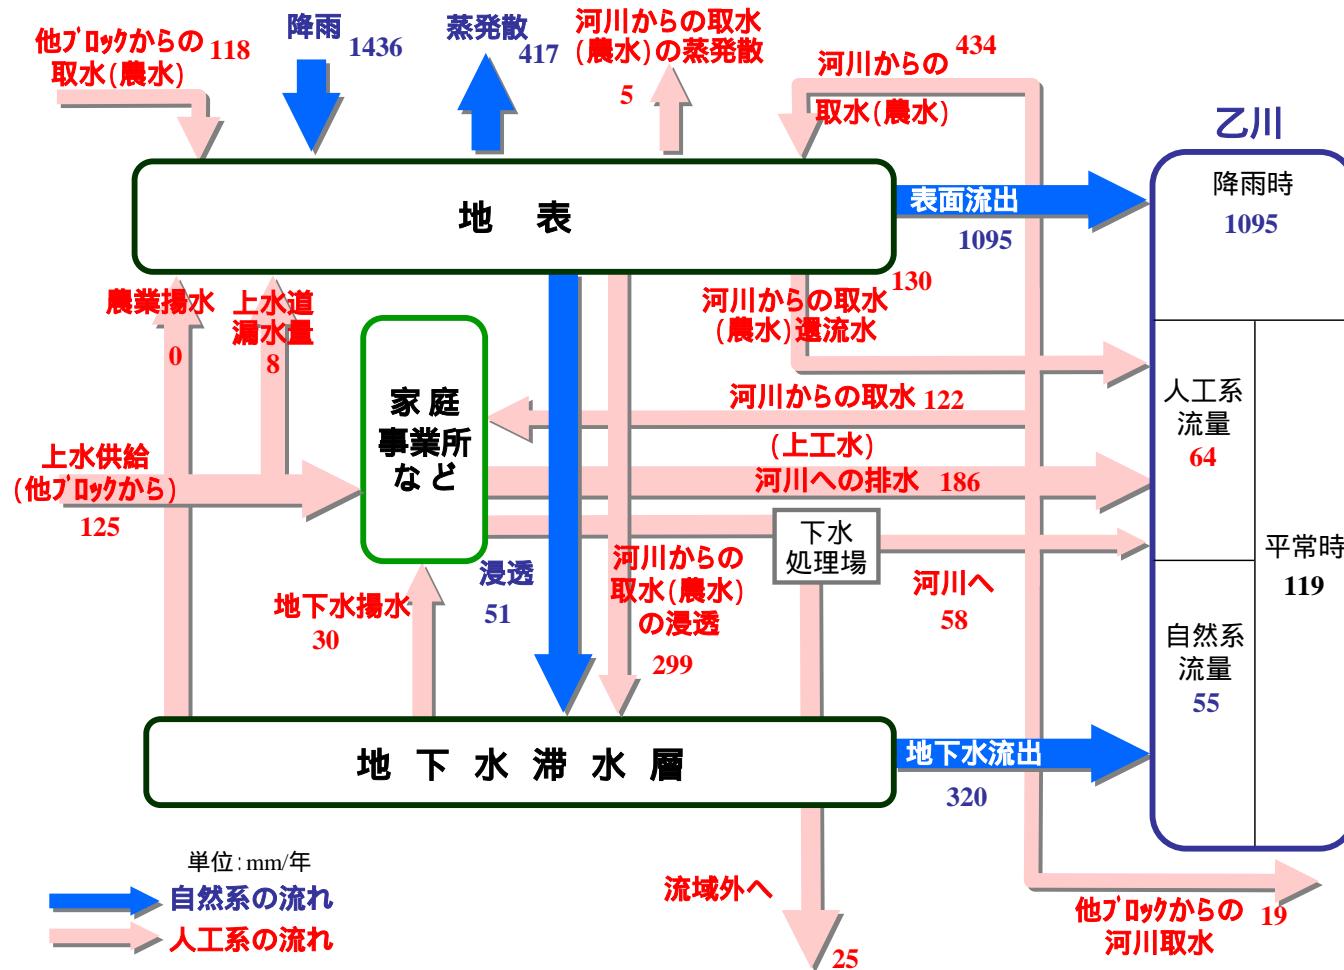 他ﾌﾞﾛｯｸからの
取水(農水)
118
降雨
1436
蒸発散
417
河川からの取水
(農水)の蒸発散
5
河川からの
取水(農水)
434
乙川
地 表
表面流出
1095
降雨時
1095
農業揚水
0
上水道
漏水量
8
河川からの取水
(農水)還流水
130
家 庭
事業所
な ど
河川からの取水
(上工水)
122
人工系
流量
64
上水供給
(他ﾌﾞﾛｯｸから)
125
河川への排水 186
下水
処理場
河川へ
58
平常時
119
地下水揚水
30
浸透
51
河川からの
取水(農水)
の浸透
299
自然系
流量
55
地 下 水 滞 水 層
地下水流出
320
単位:mm/年
自然系の流れ
人工系の流れ
流域外へ
25
他ﾌﾞﾛｯｸからの
河川取水
19